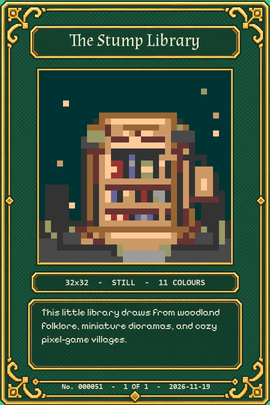 The Stump Library
32x32 - STILL - 11 COLOURS
This little library draws from woodland
folklore, miniature dioramas, and cozy
pixel-game villages.
No. 000051 - 1 OF 1 - 2026-11-19